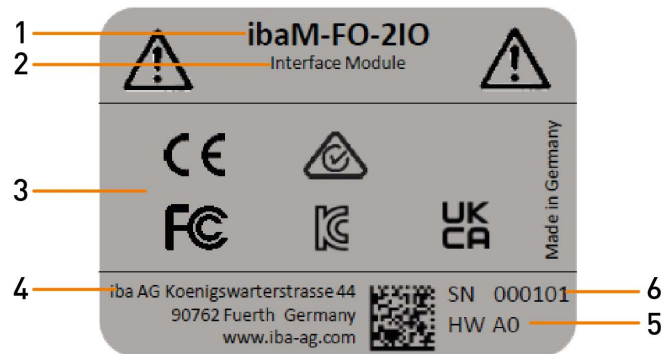 1
ibaM-FO-2IO
2
Interface Module
3
CE
FC
UK
CA
Made in Germany
4
iba AG Koenigswarterstrasse 44
90762 Fuerth Germany
www.iba-ag.com
SN 000101
6
HW A0
5